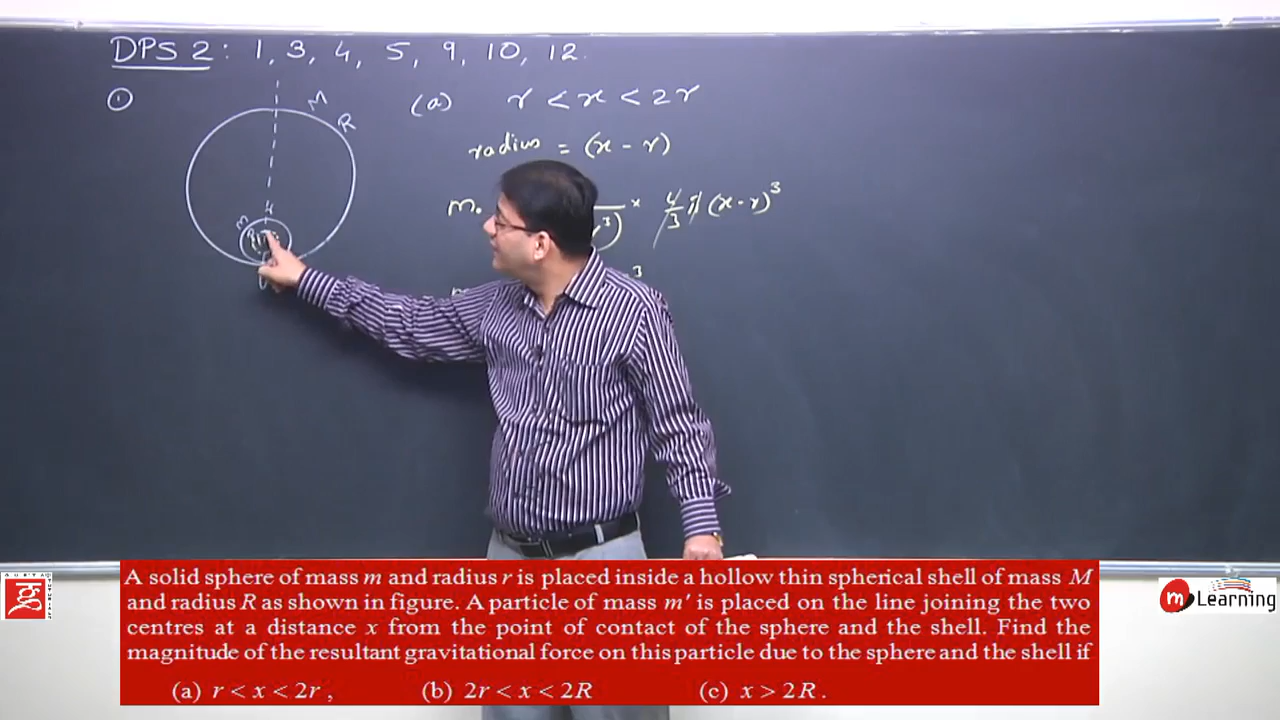 DPS 2 : 1, 3, 4, 5, 9, 10, 12.
① M R (a) r < x < 2r
radius = (x - r)
m
A solid sphere of mass m and radius r is placed inside a hollow thin spherical shell of mass M
and radius R as shown in figure. A particle of mass m′ is placed on the line joining the two
centres at a distance x from the point of contact of the sphere and the shell. Find the
magnitude of the resultant gravitational force on this particle due to the sphere and the shell if
(a) r < x < 2r , (b) 2r < x < 2R (c) x > 2R .
m Learning